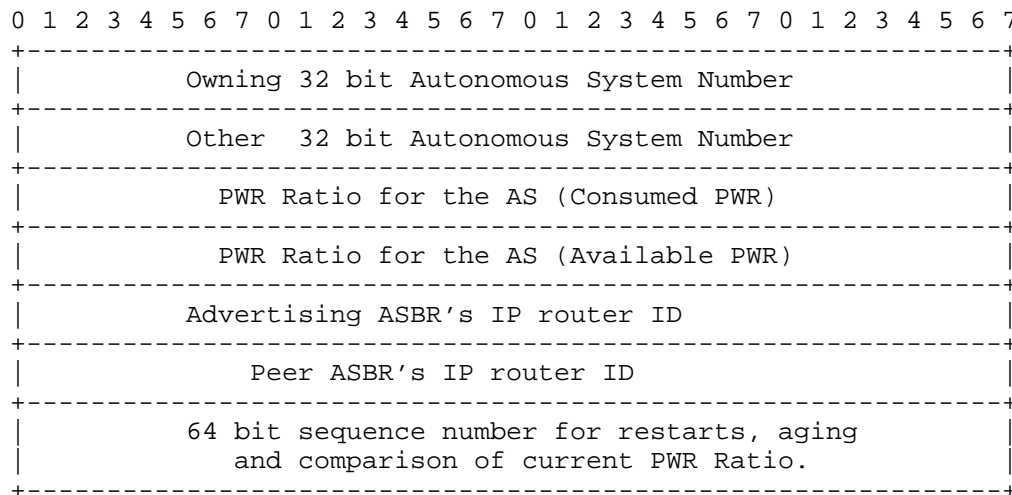 0 1 2 3 4 5 6 7 0 1 2 3 4 5 6 7 0 1 2 3 4 5 6 7 0 1 2 3 4 5 6 7
+-------------------------------------------------------------+
|          Owning 32 bit Autonomous System Number             |
+-------------------------------------------------------------+
|          Other  32 bit Autonomous System Number             |
+-------------------------------------------------------------+
|            PWR Ratio for the AS (Consumed PWR)              |
+-------------------------------------------------------------+
|            PWR Ratio for the AS (Available PWR)             |
+-------------------------------------------------------------+
|          Advertising ASBR’s IP router ID                    |
+-------------------------------------------------------------+
|              Peer ASBR’s IP router ID                       |
+-------------------------------------------------------------+
|          64 bit sequence number for restarts, aging         |
|             and comparison of current PWR Ratio.            |
+-------------------------------------------------------------+